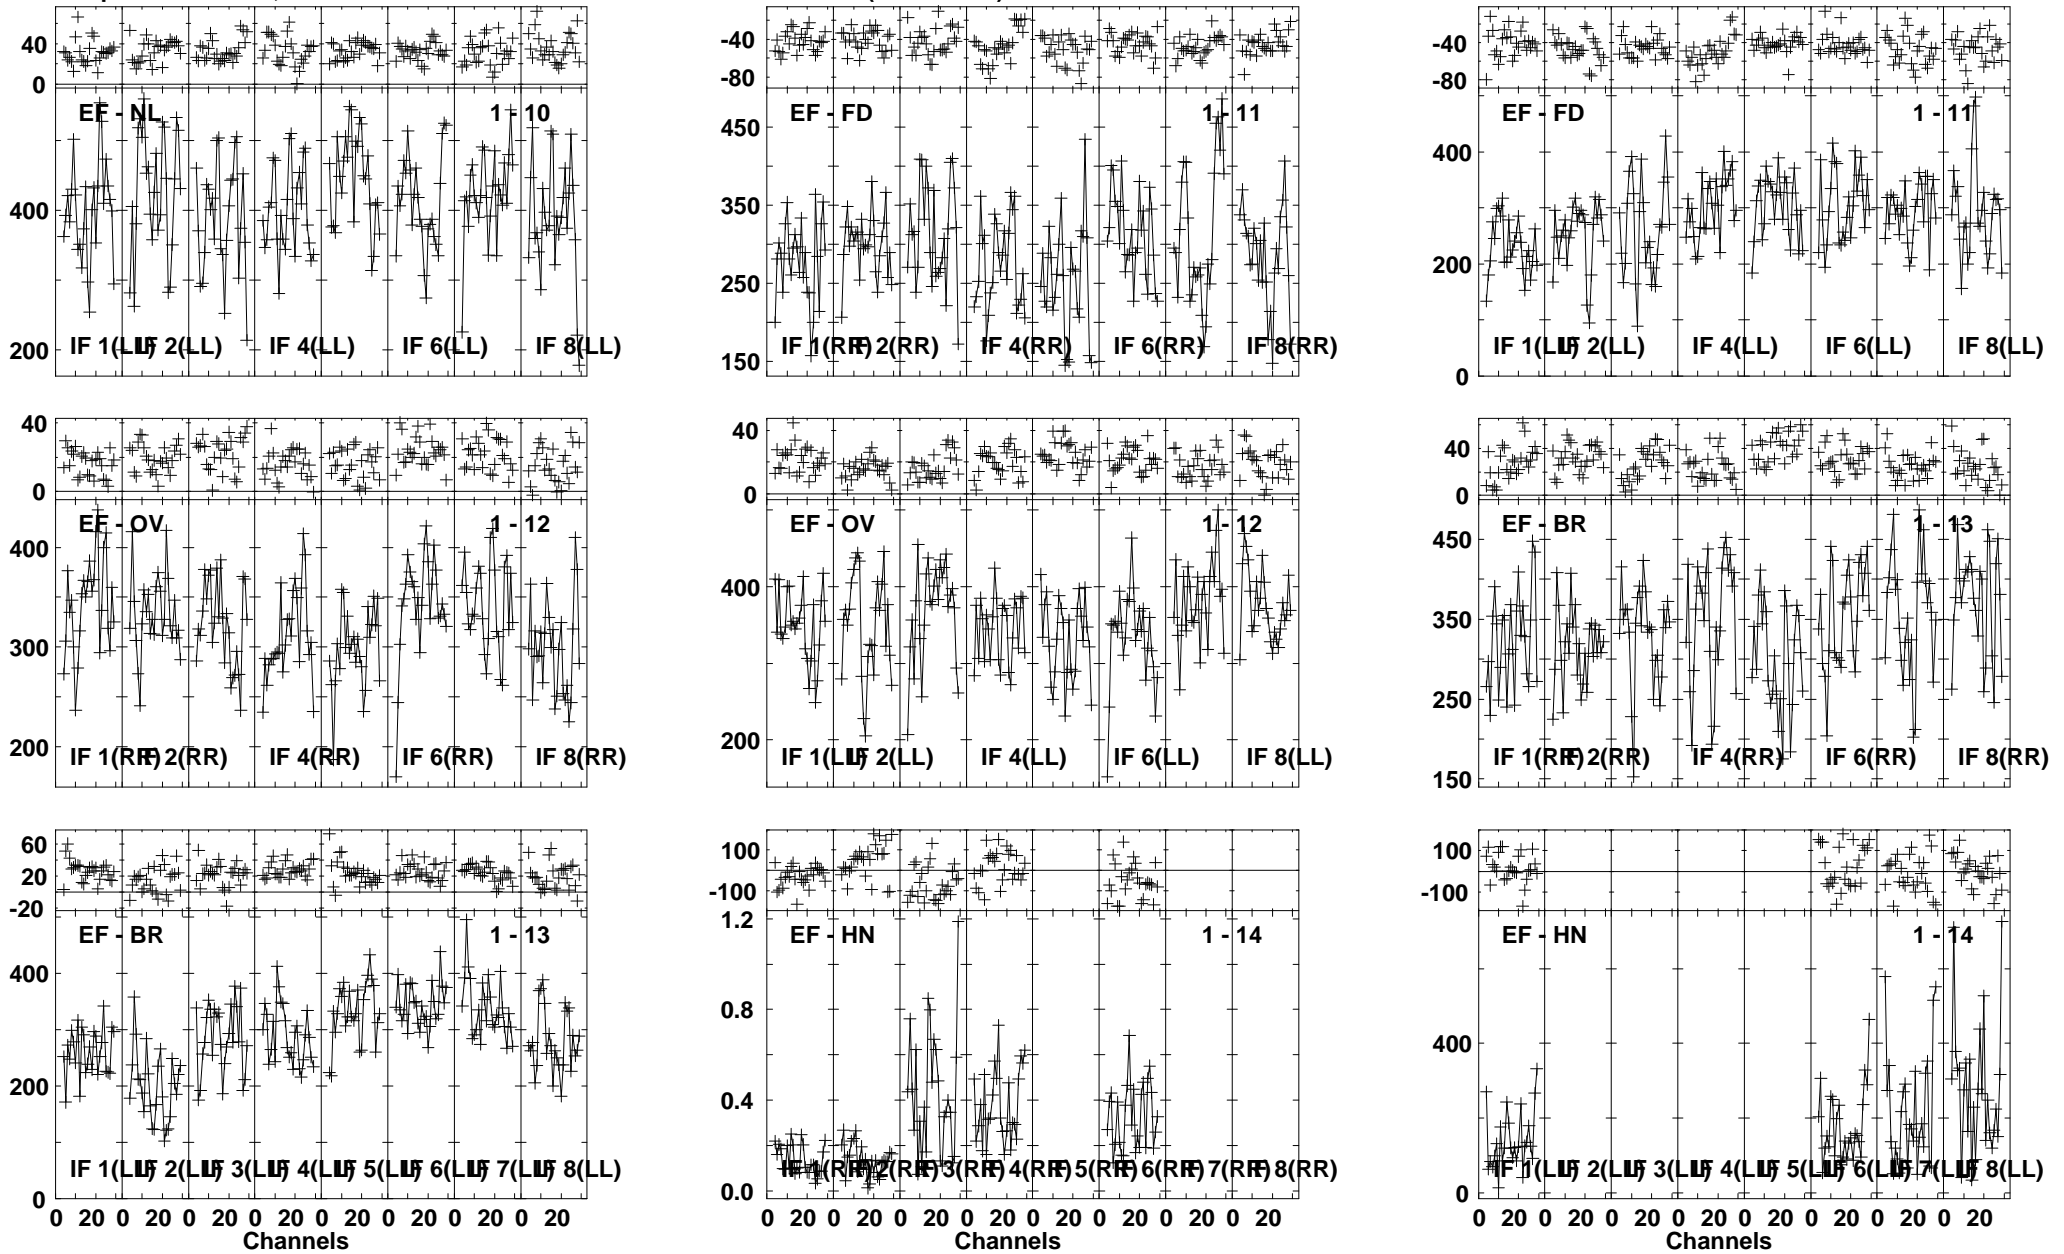 40
0
EF - NL
1 - 10
400
200
IF 1(LL)
IF 2(LL)
IF 4(LL)
IF 6(LL)
IF 8(LL)
-40
-80
EF - FD
1 - 11
450
350
250
150
IF 1(RR)
IF 2(RR)
IF 4(RR)
IF 6(RR)
IF 8(RR)
-40
-80
EF - FD
1 - 11
400
200
0
IF 1(LL)
IF 2(LL)
IF 4(LL)
IF 6(LL)
IF 8(LL)
40
0
EF - OV
1 - 12
400
300
200
IF 1(RR)
IF 2(RR)
IF 4(RR)
IF 6(RR)
IF 8(RR)
40
20
0
EF - OV
1 - 12
400
200
IF 1(LL)
IF 2(LL)
IF 4(LL)
IF 6(LL)
IF 8(LL)
40
0
EF - BR
1 - 13
450
350
250
150
IF 1(RR)
IF 2(RR)
IF 4(RR)
IF 6(RR)
IF 8(RR)
60
20
-20
EF - BR
1 - 13
400
200
0
IF 1(LL)
IF 2(LL)
IF 3(LL)
IF 4(LL)
IF 5(LL)
IF 6(LL)
IF 7(LL)
IF 8(LL)
0 20 0 20 0 20 0 20 0 20 0 20 0 20 0 20
Channels
100
-100
EF - HN
1 - 14
1.2
0.8
0.4
0.0
IF 1(RR)
IF 2(RR)
IF 3(RR)
IF 4(RR)
IF 5(RR)
IF 6(RR)
IF 7(RR)
IF 8(RR)
0 20 0 20 0 20 0 20 0 20 0 20 0 20 0 20
Channels
100
-100
EF - HN
1 - 14
400
0
IF 1(LL)
IF 2(LL)
IF 3(LL)
IF 4(LL)
IF 5(LL)
IF 6(LL)
IF 7(LL)
IF 8(LL)
0 20 0 20 0 20 0 20 0 20 0 20 0 20 0 20
Channels